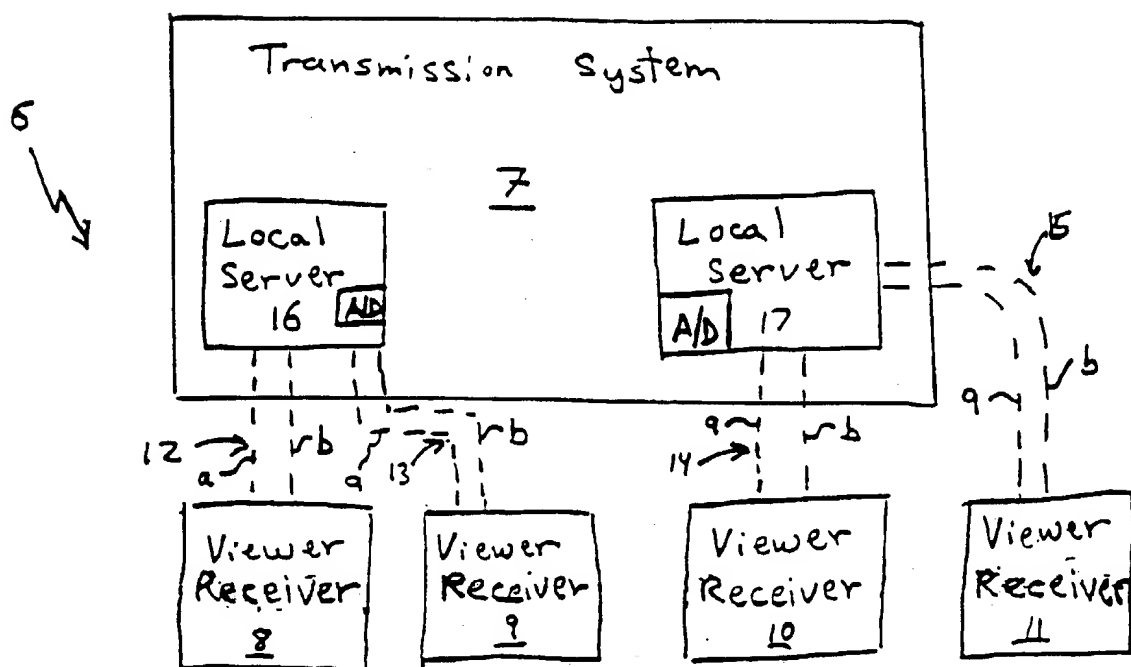 Transmission System
6
7
Local
Server
16
A/D
Local
Server
A/D
17
15
a
b
12
a
b
a
13
b
14
a
b
Viewer
Receiver
8
Viewer
Receiver
9
Viewer
Receiver
10
Viewer
Receiver
11